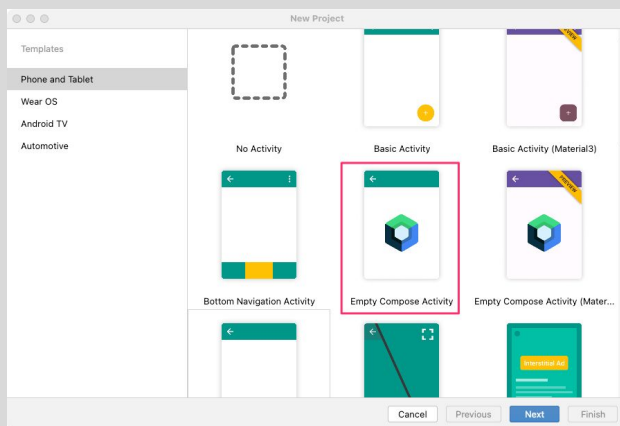 New Project
Templates
Phone and Tablet
Wear OS
Android TV
Automotive
No Activity
Basic Activity
Basic Activity (Material3)
PREVIEW
Bottom Navigation Activity
Empty Compose Activity
Empty Compose Activity (Mater...
Interstitial Ad
Cancel
Previous
Next
Finish